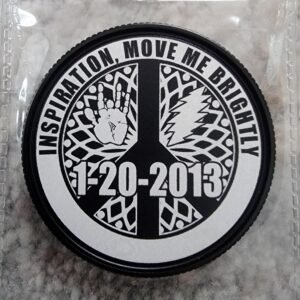 INSPIRATION, MOVE ME BRIGHTLY
1-20-2013